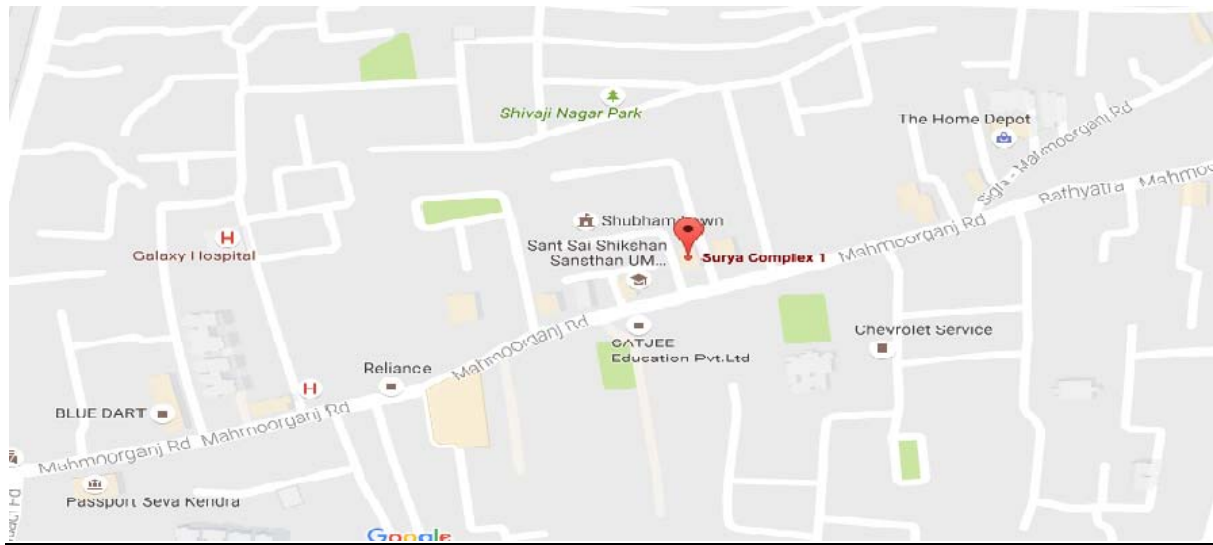 Shivaji Nagar Park
The Home Depot
Sigra - Mahmoorganj Rd
Rathyatra
Shubham
Sant Sai Shikshan
Sansthan UM...
Surya Complex 1
Mahmoorganj Rd
Galaxy Hospital
H
Mahmoorganj Rd
GATJEE
Education Pvt.Ltd
Chevrolet Service
Reliance
H
BLUE DART
Mahmoorganj Rd
Mahmoorganj Rd
Passport Seva Kendra
Google